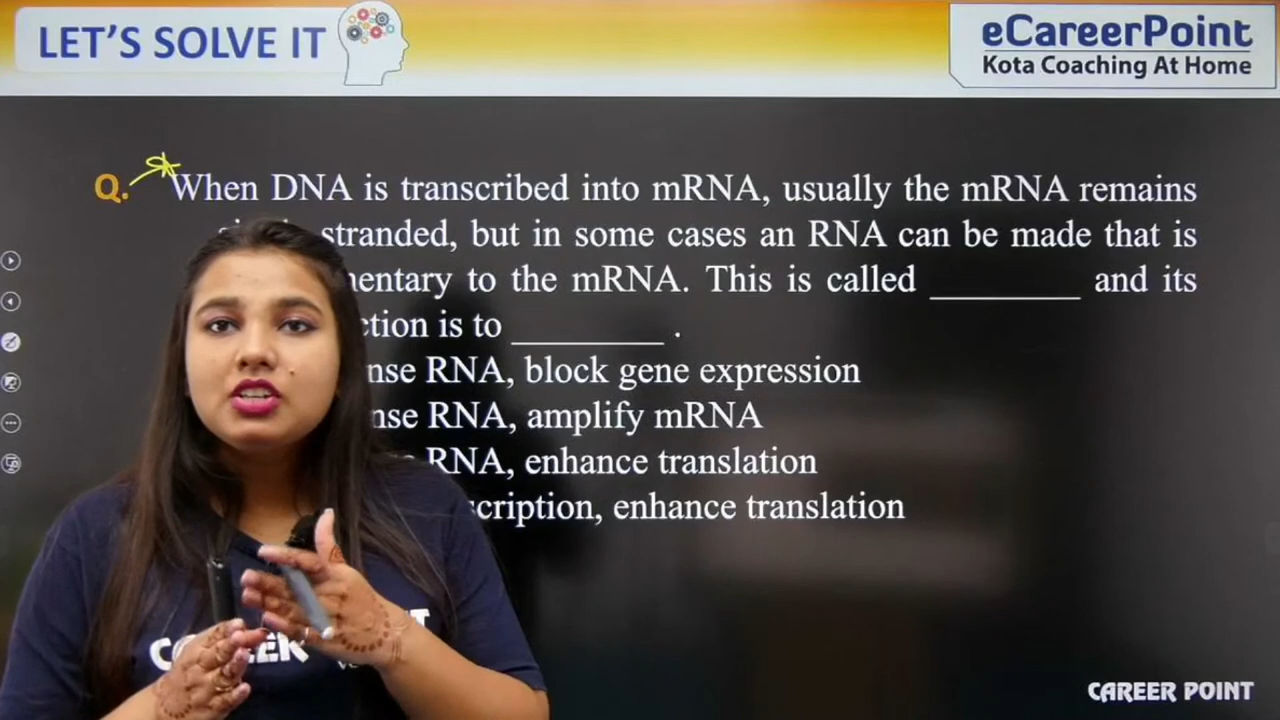 LET'S SOLVE IT
eCareerPoint
Kota Coaching At Home
Q. When DNA is transcribed into mRNA, usually the mRNA remains
stranded, but in some cases an RNA can be made that is
to the mRNA. This is called _________ and its
is to _________ .
RNA, block gene expression
RNA, amplify mRNA
RNA, enhance translation
enhance translation
CAREER POINT